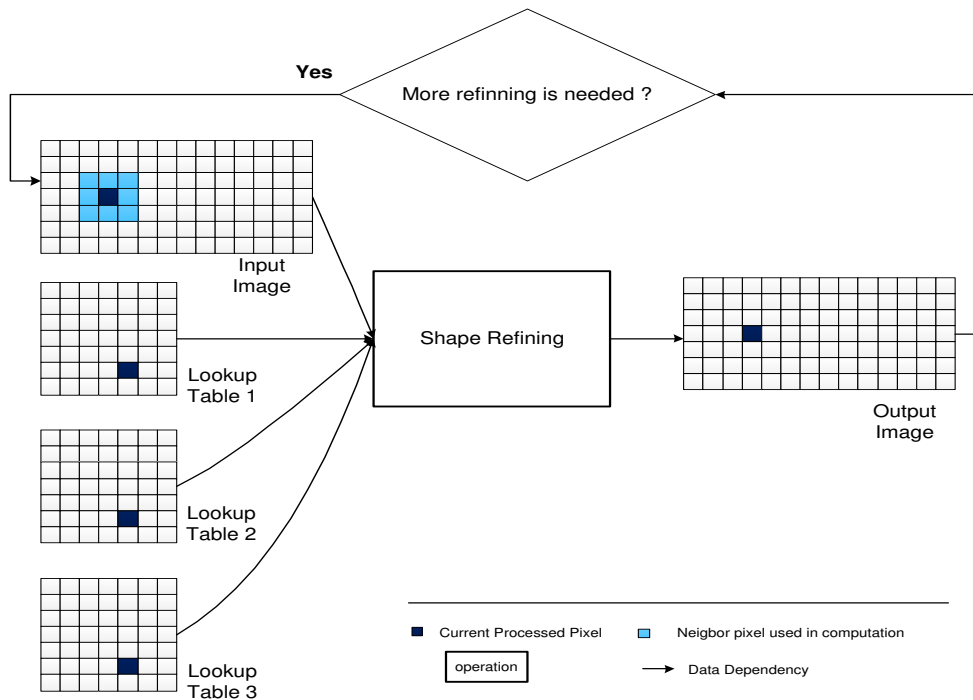 Yes
More refinning is needed ?
Input
Image
Shape Refining
Lookup
Table 1
Output
Image
Lookup
Table 2
Lookup
Table 3
Current Processed Pixel
Neigbor pixel used in computation
operation
Data Dependency